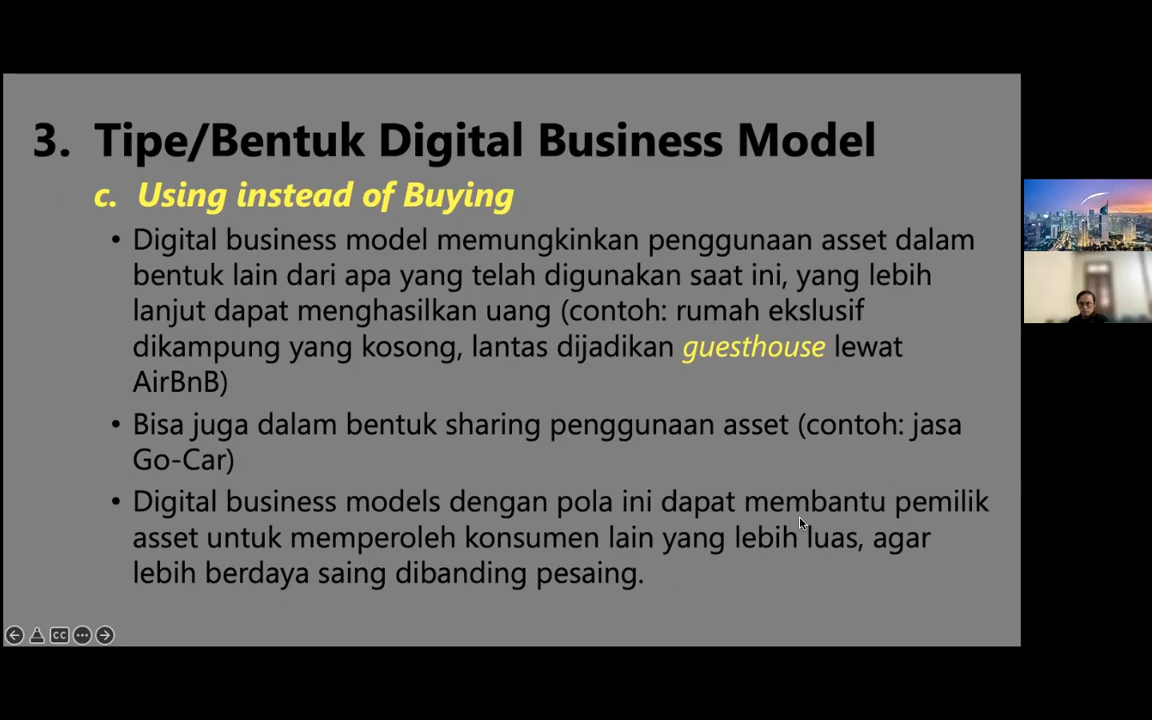 3. Tipe/Bentuk Digital Business Model
c. Using instead of Buying
• Digital business model memungkinkan penggunaan asset dalam
bentuk lain dari apa yang telah digunakan saat ini, yang lebih
lanjut dapat menghasilkan uang (contoh: rumah ekslusif
dikampung yang kosong, lantas dijadikan guesthouse lewat
AirBnB)
• Bisa juga dalam bentuk sharing penggunaan asset (contoh: jasa
Go-Car)
• Digital business models dengan pola ini dapat membantu pemilik
asset untuk memperoleh konsumen lain yang lebih luas, agar
lebih berdaya saing dibanding pesaing.
CC